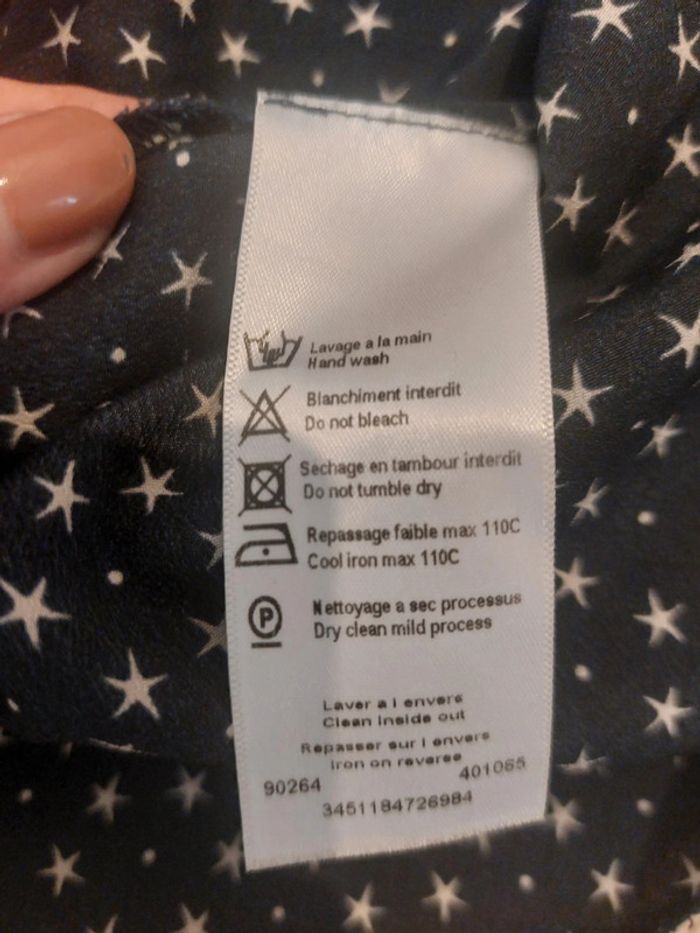 Lavage a la main
Hand wash
Blanchiment interdit
Do not bleach
Sechage en tambour interdit
Do not tumble dry
Repassage faible max 110C
Cool iron max 110C
P
Nettoyage a sec processus
Dry clean mild process
Laver a l envers
Clean Inside out
Repasser sur l envers
Iron on reverse
90264
401065
3451184726984